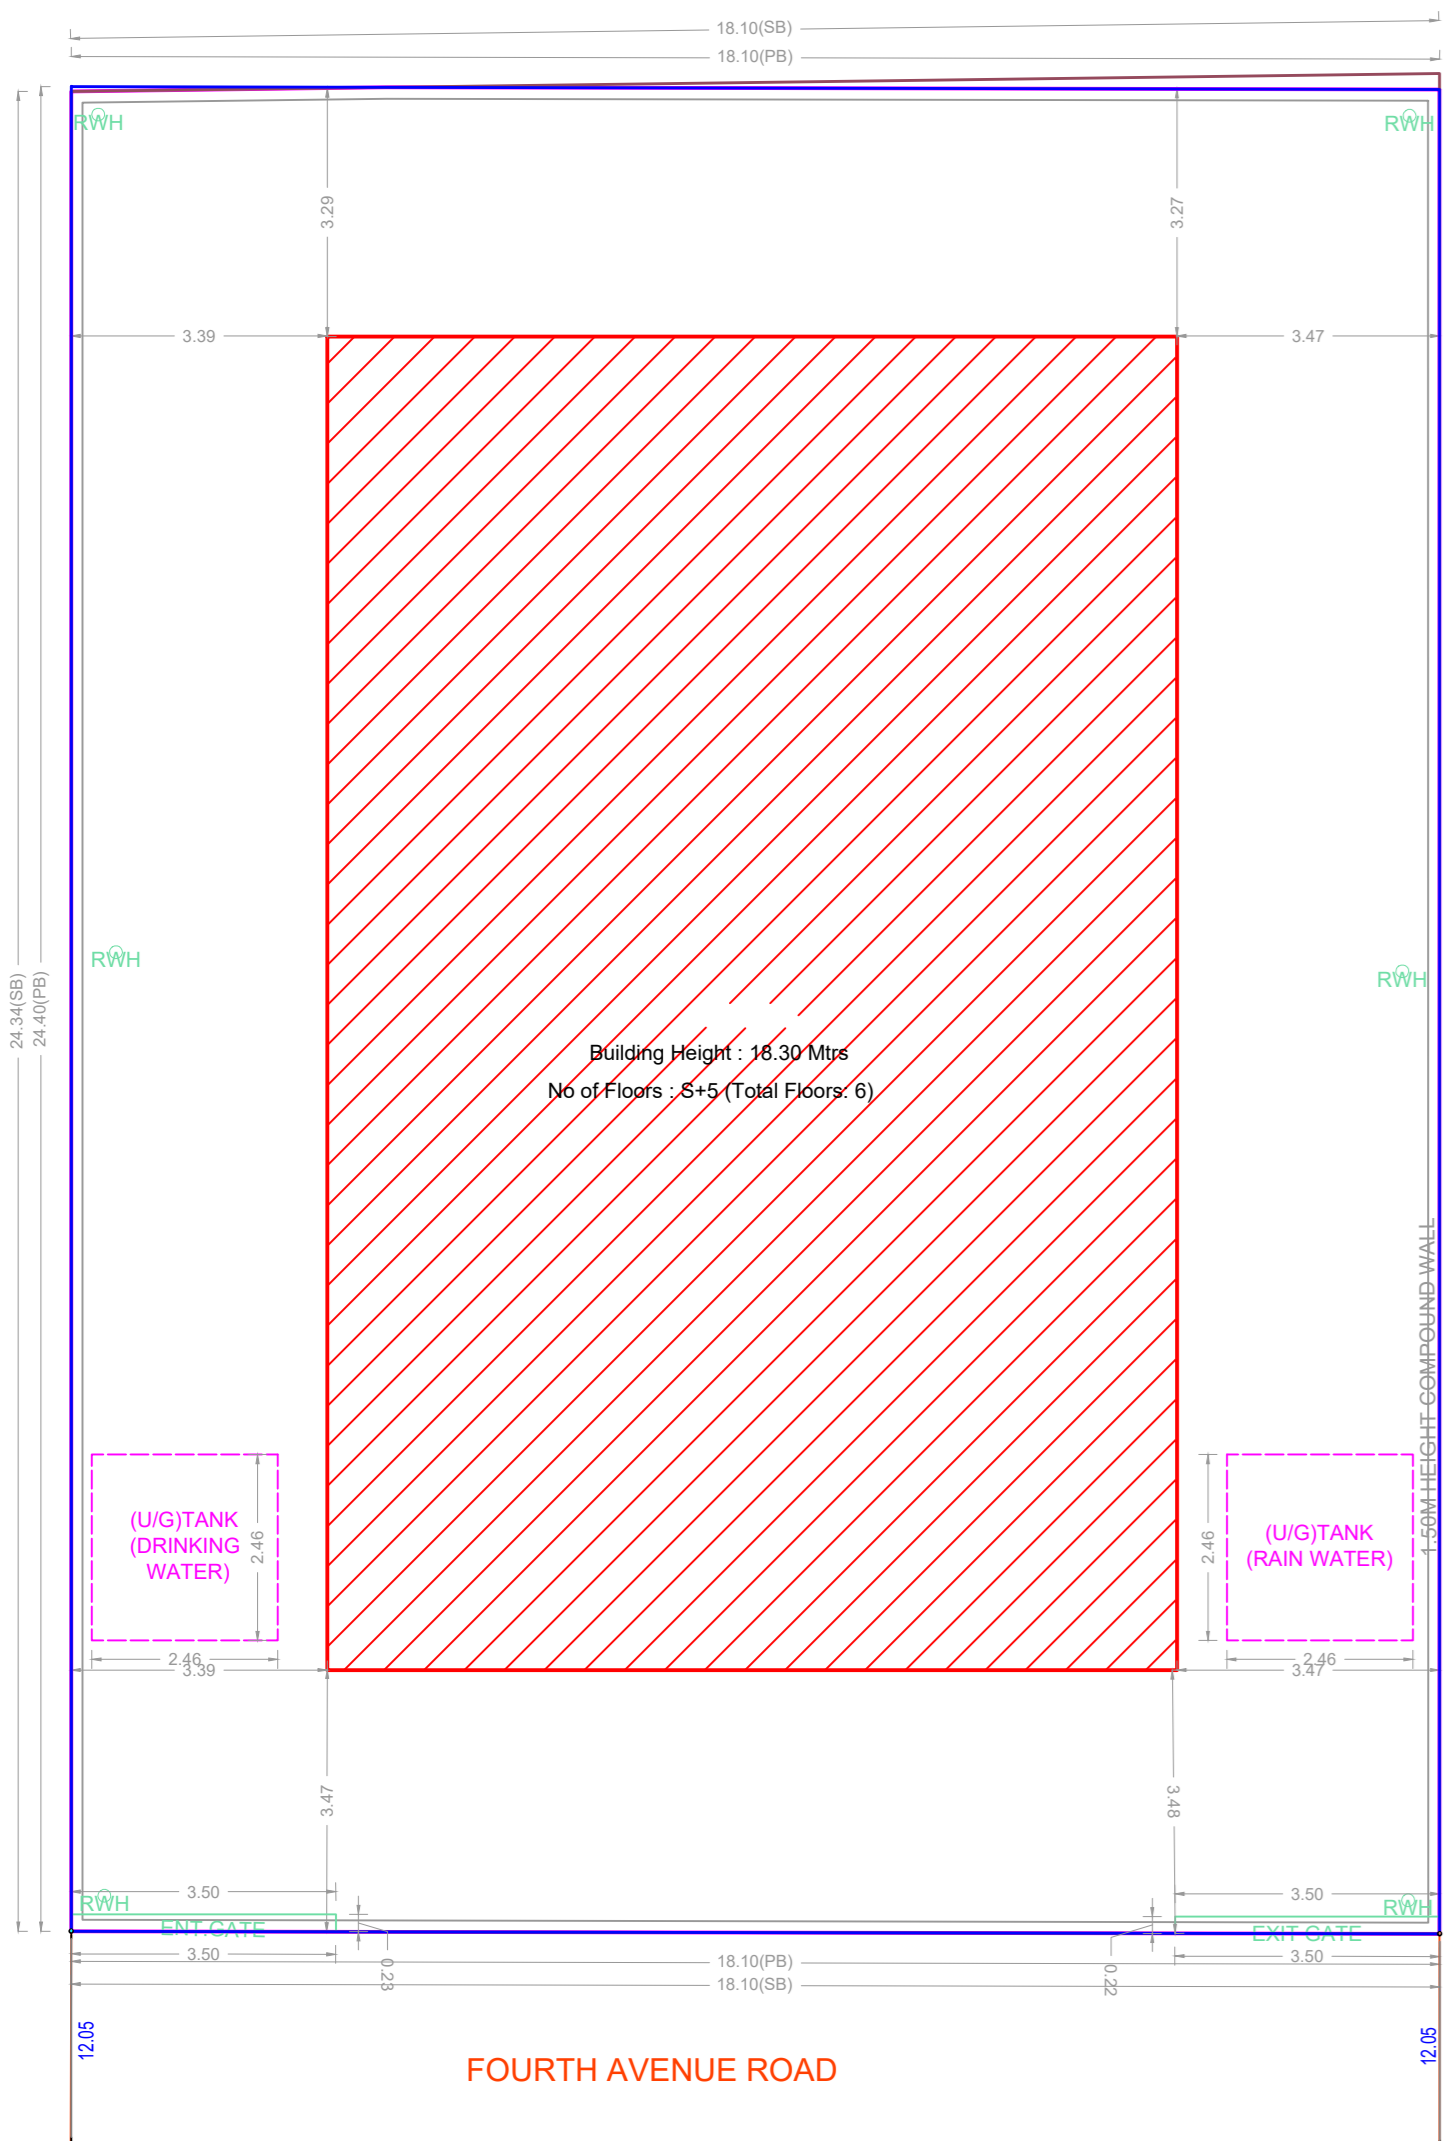 18.10(SB)
18.10(PB)
RWH
RWH
3.29
3.27
3.39
3.47
RWH
RWH
24.34(SB)
24.40(PB)
Building Height : 18.30 Mtrs
No of Floors : S+5 (Total Floors: 6)
1.50M HEIGHT COMPOUND WALL
(U/G)TANK
(DRINKING
WATER)
2.46
2.46
(U/G)TANK
(RAIN WATER)
2.46
2.46
3.39
3.47
3.47
3.48
3.50
3.50
RWH
RWH
ENT.GATE
EXIT GATE
3.50
3.50
0.23
0.22
18.10(PB)
18.10(SB)
12.05
12.05
FOURTH AVENUE ROAD